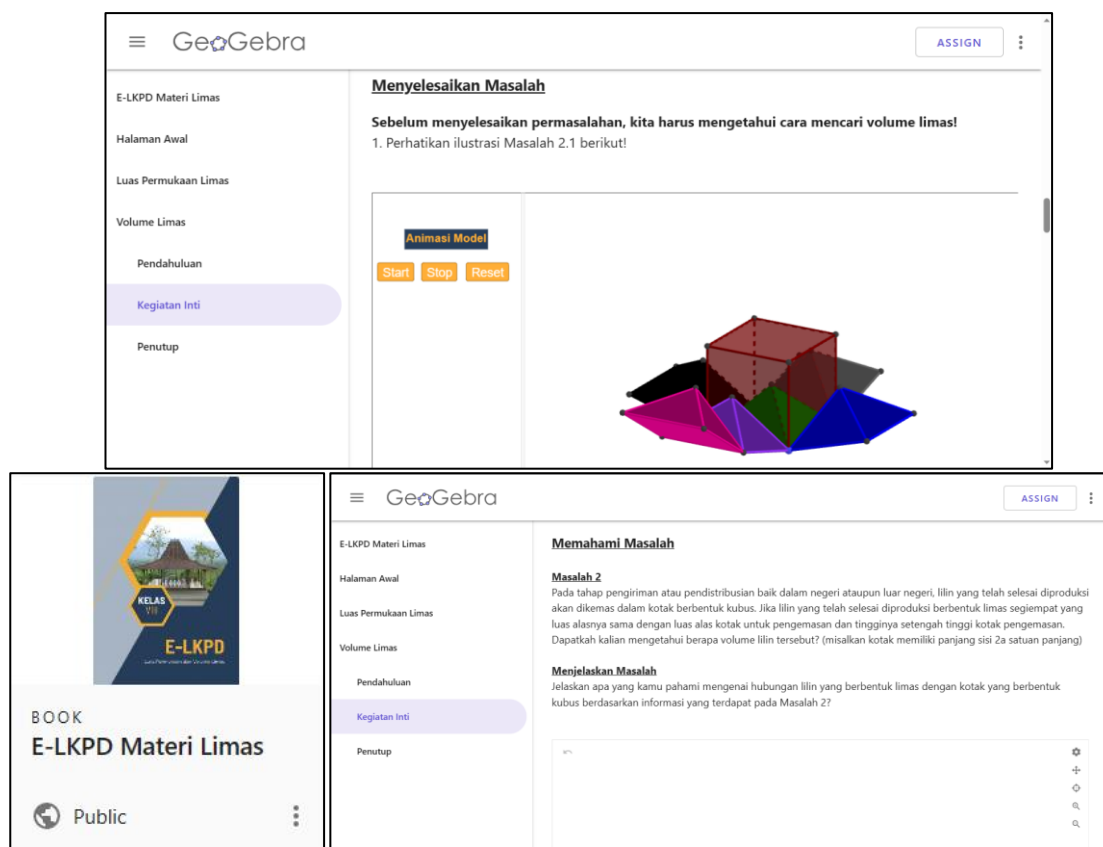 GeoGebra
ASSIGN
E-LKPD Materi Limas
Halaman Awal
Luas Permukaan Limas
Volume Limas
Pendahuluan
Kegiatan Inti
Penutup
Menyelesaikan Masalah
Sebelum menyelesaikan permasalahan, kita harus mengetahui cara mencari volume limas!
1. Perhatikan ilustrasi Masalah 2.1 berikut!
Animasi Model
Start Stop Reset
KELAS
VIII
E-LKPD
Luas Permukaan dan Volume Limas
BOOK
E-LKPD Materi Limas
Public
GeoGebra
ASSIGN
E-LKPD Materi Limas
Halaman Awal
Luas Permukaan Limas
Volume Limas
Pendahuluan
Kegiatan Inti
Penutup
Memahami Masalah
Masalah 2
Pada tahap pengiriman atau pendistribusian baik dalam negeri ataupun luar negeri, lilin yang telah selesai diproduksi
akan dikemas dalam kotak berbentuk kubus. Jika lilin yang telah selesai diproduksi berbentuk limas segiempat yang
luas alasnya sama dengan luas alas kotak untuk pengemasan dan tingginya setengah tinggi kotak pengemasan.
Dapatkah kalian mengetahui berapa volume lilin tersebut? (misalkan kotak memiliki panjang sisi 2a satuan panjang)
Menjelaskan Masalah
Jelaskan apa yang kamu pahami mengenai hubungan lilin yang berbentuk limas dengan kotak yang berbentuk
kubus berdasarkan informasi yang terdapat pada Masalah 2?